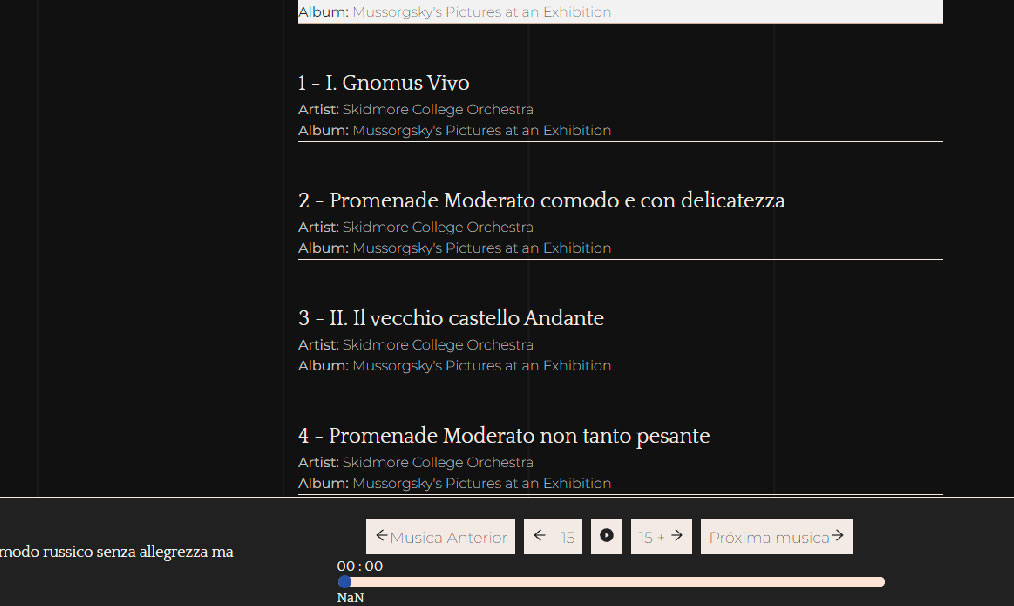 Album: Mussorgsky's Pictures at an Exhibition
1 - I. Gnomus Vivo
Artist: Skidmore College Orchestra
Album: Mussorgsky's Pictures at an Exhibition
2 - Promenade Moderato comodo e con delicatezza
Artist: Skidmore College Orchestra
Album: Mussorgsky's Pictures at an Exhibition
3 - II. Il vecchio castello Andante
Artist: Skidmore College Orchestra
Album: Mussorgsky's Pictures at an Exhibition
4 - Promenade Moderato non tanto pesante
Artist: Skidmore College Orchestra
Album: Mussorgsky's Pictures at an Exhibition
←Musica Anterior ← 15 15 + → Próxima musica→
modo russico senza allegrezza ma
00 : 00
NaN